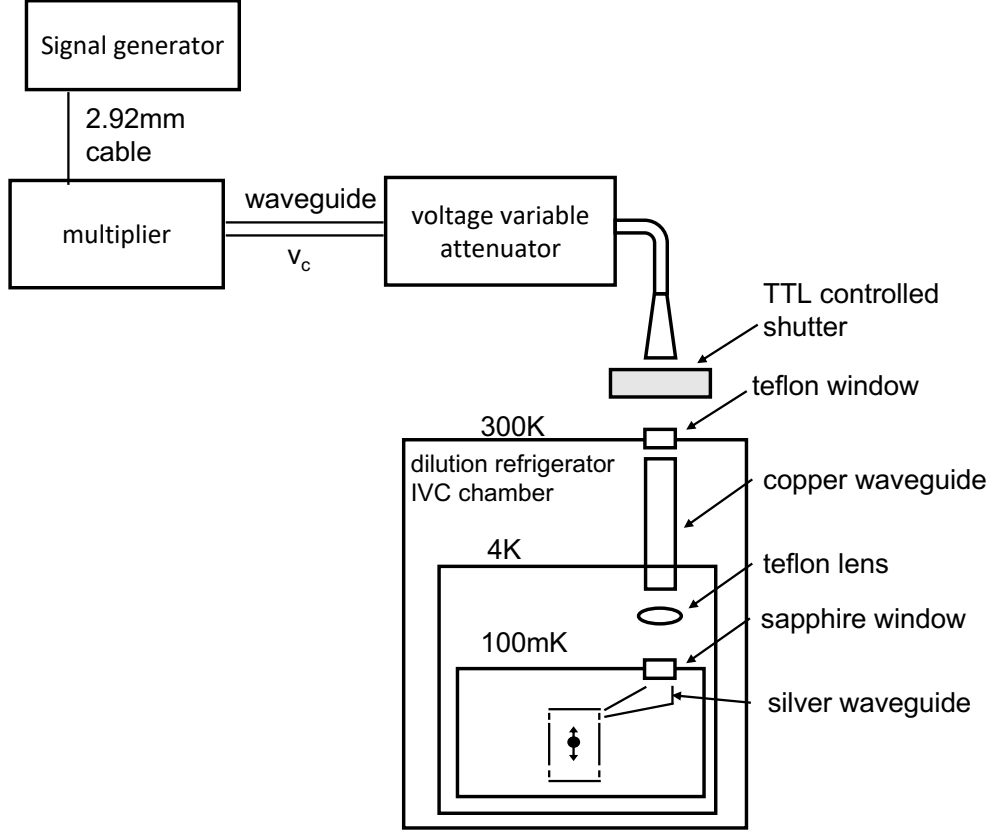 Signal generator
2.92mm
cable
waveguide
multiplier
v_c
voltage variable
attenuator
TTL controlled
shutter
teflon window
300K
dilution refrigerator
IVC chamber
copper waveguide
4K
teflon lens
sapphire window
100mK
silver waveguide